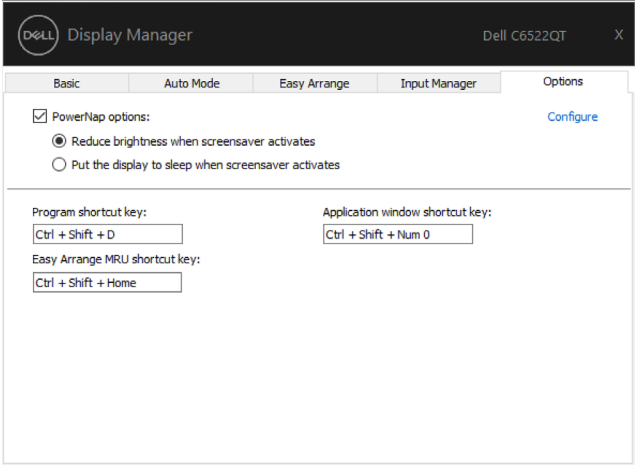 DELL Display Manager Dell C6522QT X
Basic Auto Mode Easy Arrange Input Manager Options
PowerNap options: Configure
Reduce brightness when screensaver activates
Put the display to sleep when screensaver activates
Program shortcut key: Application window shortcut key:
Ctrl + Shift + D Ctrl + Shift + Num 0
Easy Arrange MRU shortcut key:
Ctrl + Shift + Home